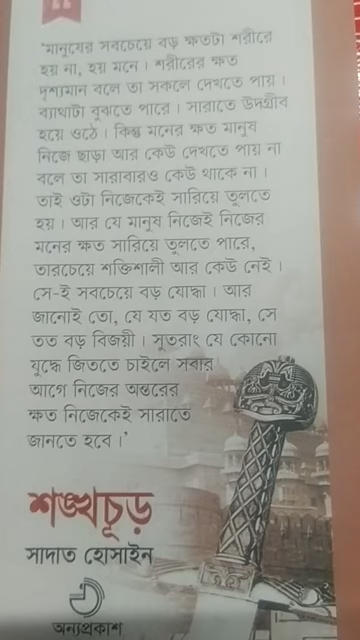 'মানুষের সবচেয়ে বড় ক্ষতটা শরীরে
হয় না, হয় মনে। শরীরের ক্ষত
দৃশ্যমান বলে তা সকলে দেখতে পায়।
ব্যাথাটা বুঝতে পারে। সারাতে উদগ্রীব
হয়ে ওঠে। কিন্তু মনের ক্ষত মানুষ
নিজে ছাড়া আর কেউ দেখতে পায় না
বলে তা সারাবারও কেউ থাকে না।
তাই ওটা নিজেকেই সারিয়ে তুলতে
হয়। আর যে মানুষ নিজেই নিজের
মনের ক্ষত সারিয়ে তুলতে পারে,
তারচেয়ে শক্তিশালী আর কেউ নেই।
সে-ই সবচেয়ে বড় যোদ্ধা। আর
জানোই তো, যে যত বড় যোদ্ধা, সে
তত বড় বিজয়ী। সুতরাং যে কোনো
যুদ্ধে জিততে চাইলে সবার
আগে নিজের অন্তরের
ক্ষত নিজেকেই সারাতে
জানতে হবে।'
শঙ্খচূড়
সাদাত হোসাইন
অন্যপ্রকাশ